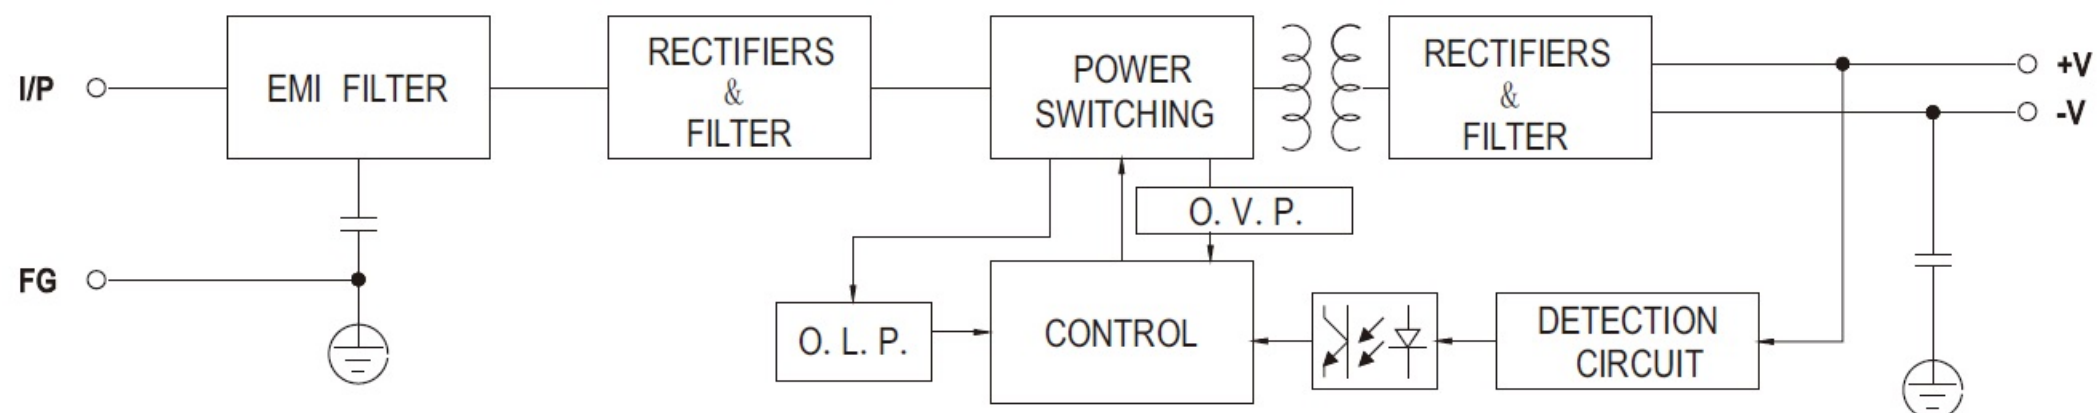 I/P
EMI FILTER
RECTIFIERS
&
FILTER
POWER
SWITCHING
RECTIFIERS
&
FILTER
+V
-V
O. V. P.
FG
O. L. P.
CONTROL
DETECTION
CIRCUIT